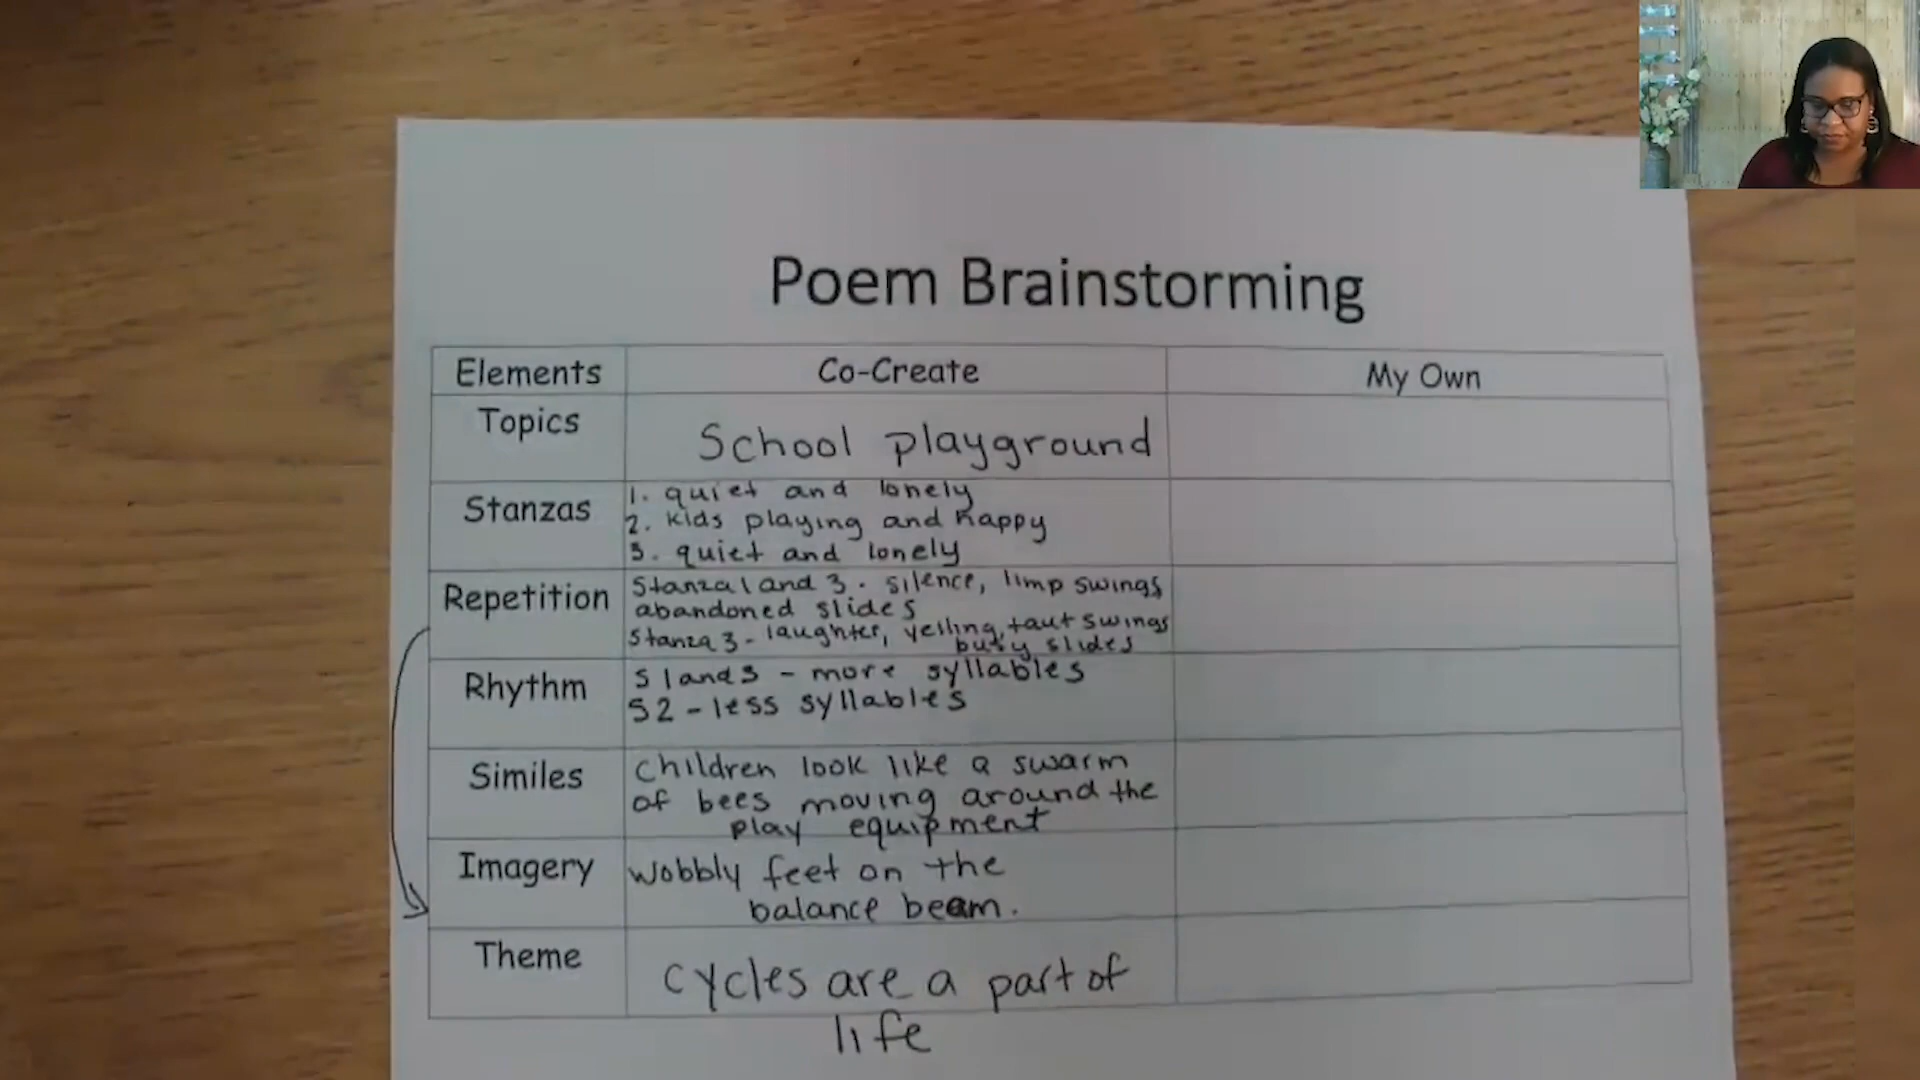 Poem Brainstorming
Elements Co-Create My Own
Topics School playground
Stanzas 1. quiet and lonely
2. kids playing and happy
3. quiet and lonely
Repetition Stanza 1 and 3. silence, limp swings,
abandoned slides
Stanza 3 - laughter, yelling, taut swings
busy slides
Rhythm S 1 and 3 - more syllables
S2 - less syllables
Similes Children look like a swarm
of bees moving around the
play equipment
Imagery Wobbly feet on the
balance beam.
Theme Cycles are a part of
life